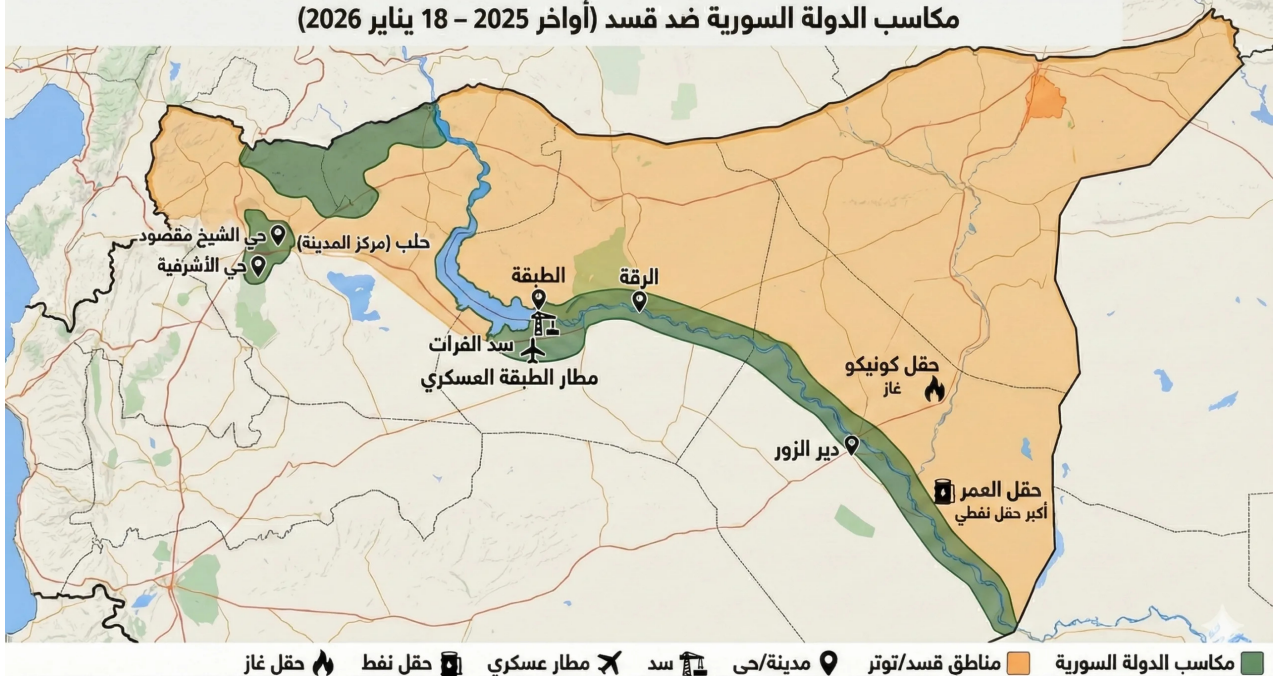 مكاسب الدولة السورية ضد قسد (أواخر 2025 – 18 يناير 2026)
حي الشيخ مقصود
حلب (مركز المدينة)
حي الأشرفية
الطبقة
الرقة
سد الفرات
مطار الطبقة العسكري
حقل كونيكو
غاز
دير الزور
حقل العمر
أكبر حقل نفطي
مكاسب الدولة السورية
مناطق قسد/توتر
مدينة/حى
سد
مطار عسكري
حقل نفط
حقل غاز